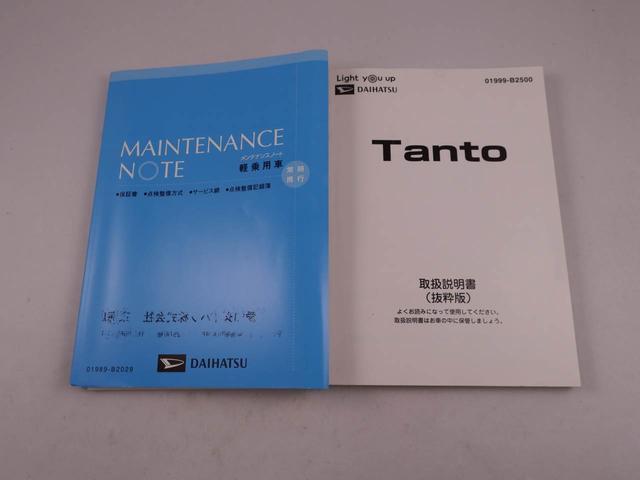 MAINTENANCE
NOTE
メンテナンスノート
軽乗用車
常時
携行
●保証書 ●点検整備方式 ●サービス網 ●点検整備記録簿
DAIHATSU
01989-B2029
Light you up
DAIHATSU
01999-B2500
Tanto
取扱説明書
(抜粋版)
よくお読みになって使用してください。
取扱説明書はお車の中に保管しましょう。